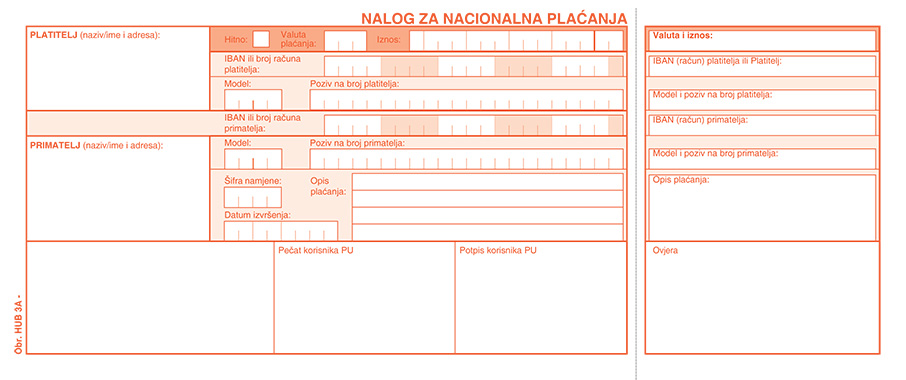 NALOG ZA NACIONALNA PLAĆANJA
PLATITELJ (naziv/ime i adresa):
Hitno:
Valuta
plaćanja:
Iznos:
IBAN ili broj računa
platitelja:
Model:
Poziv na broj platitelja:
IBAN ili broj računa
primatelja:
PRIMATELJ (naziv/ime i adresa):
Model:
Poziv na broj primatelja:
Šifra namjene:
Opis
plaćanja:
Datum izvršenja:
Pečat korisnika PU
Potpis korisnika PU
Obr. HUB 3A -
Valuta i iznos:
IBAN (račun) platitelja ili Platitelj:
Model i poziv na broj platitelja:
IBAN (račun) primatelja:
Model i poziv na broj primatelja:
Opis plaćanja:
Ovjera